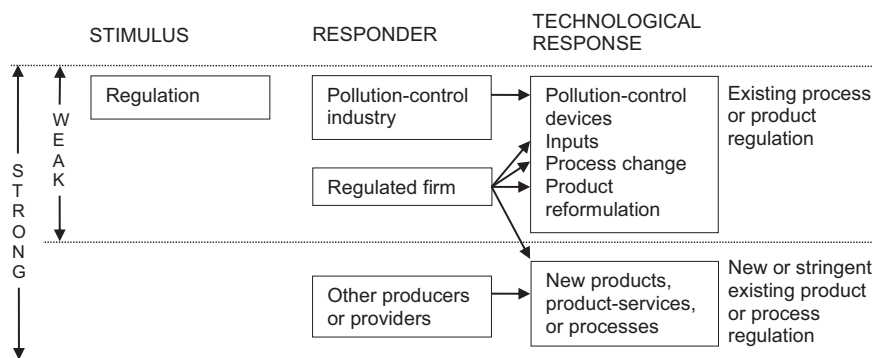 STIMULUS
RESPONDER
TECHNOLOGICAL
RESPONSE
STRONG
WEAK
Regulation
Pollution-control
industry
Regulated firm
Pollution-control
devices
Inputs
Process change
Product
reformulation
Existing process
or product
regulation
Other producers
or providers
New products,
product-services,
or processes
New or stringent
existing product
or process
regulation